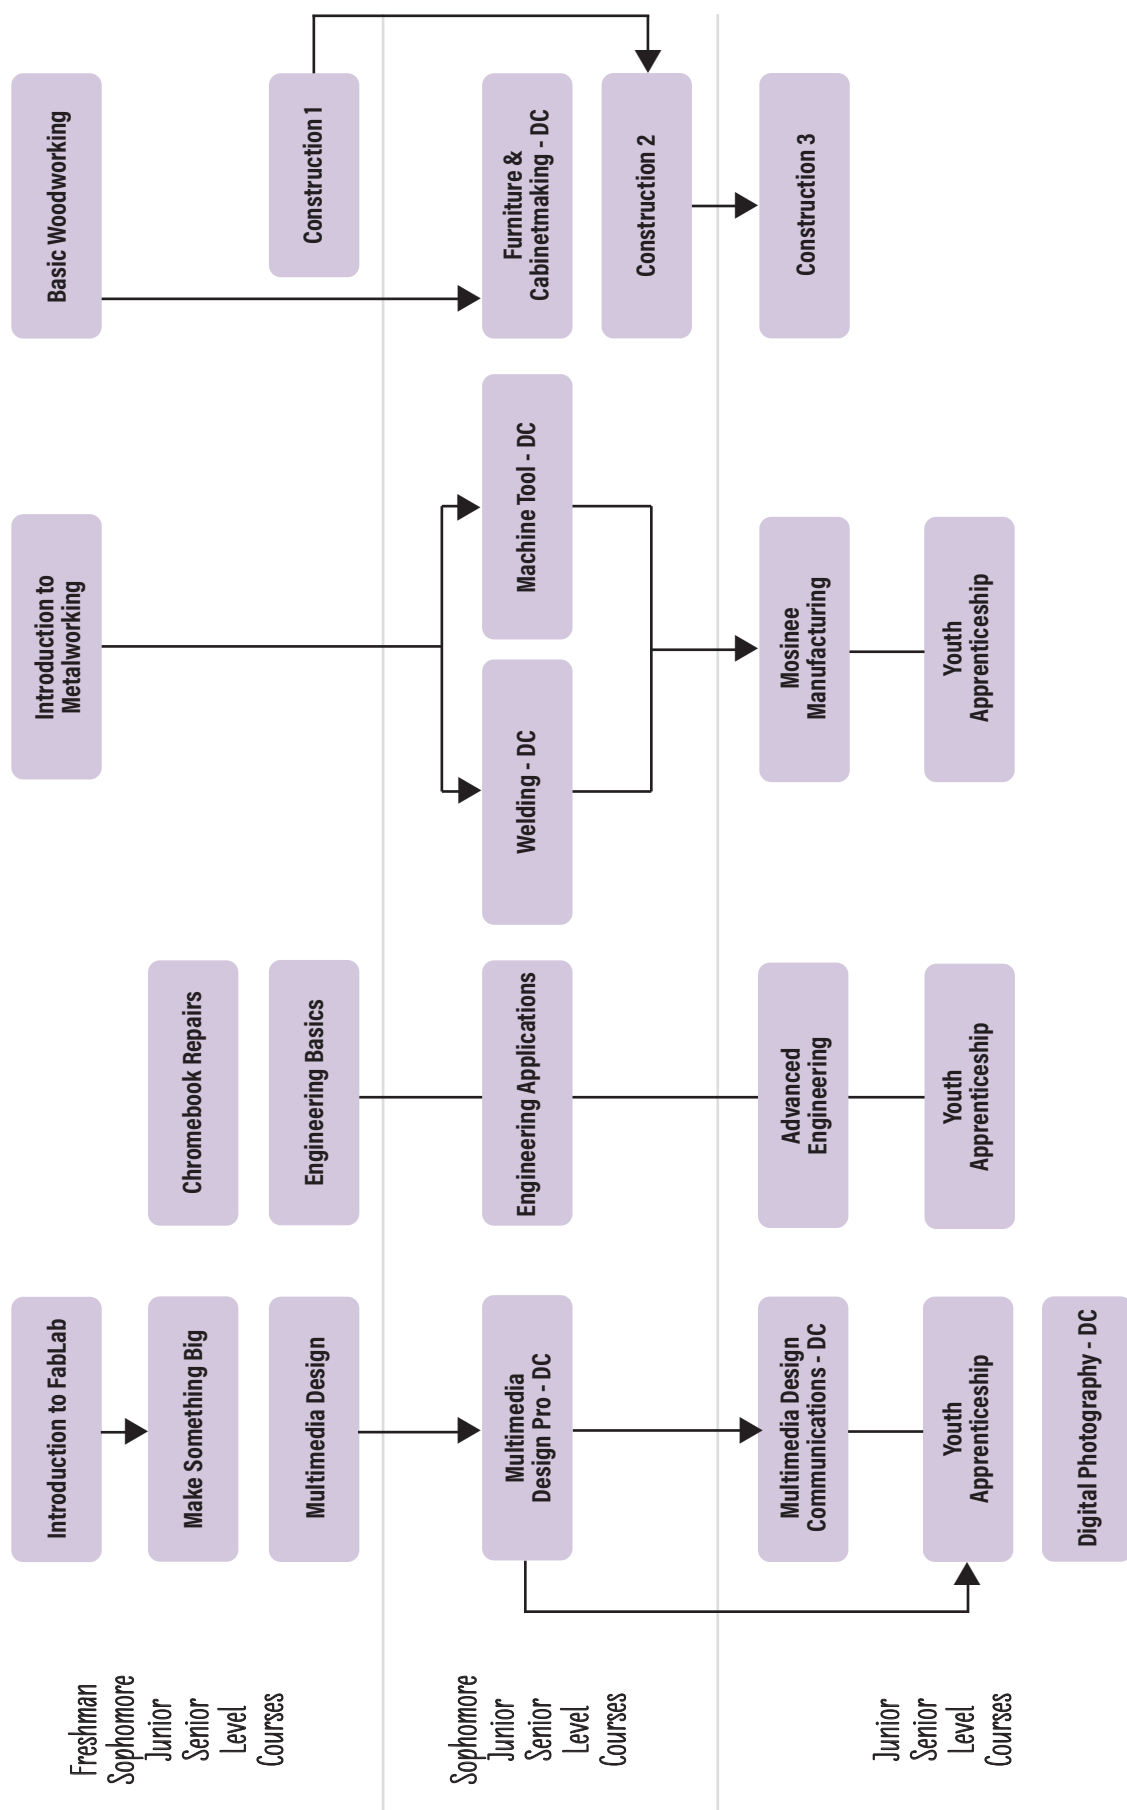 Freshman
Sophomore
Junior
Senior
Level
Courses
Introduction to FabLab
Make Something Big
Multimedia Design
Chromebook Repairs
Engineering Basics
Introduction to
Metalworking
Basic Woodworking
Construction 1
Sophomore
Junior
Senior
Level
Courses
Multimedia
Design Pro - DC
Engineering Applications
Welding - DC
Machine Tool - DC
Furniture &
Cabinetmaking - DC
Construction 2
Junior
Senior
Level
Courses
Multimedia Design
Communications - DC
Youth
Apprenticeship
Digital Photography - DC
Advanced
Engineering
Youth
Apprenticeship
Mosinee
Manufacturing
Youth
Apprenticeship
Construction 3